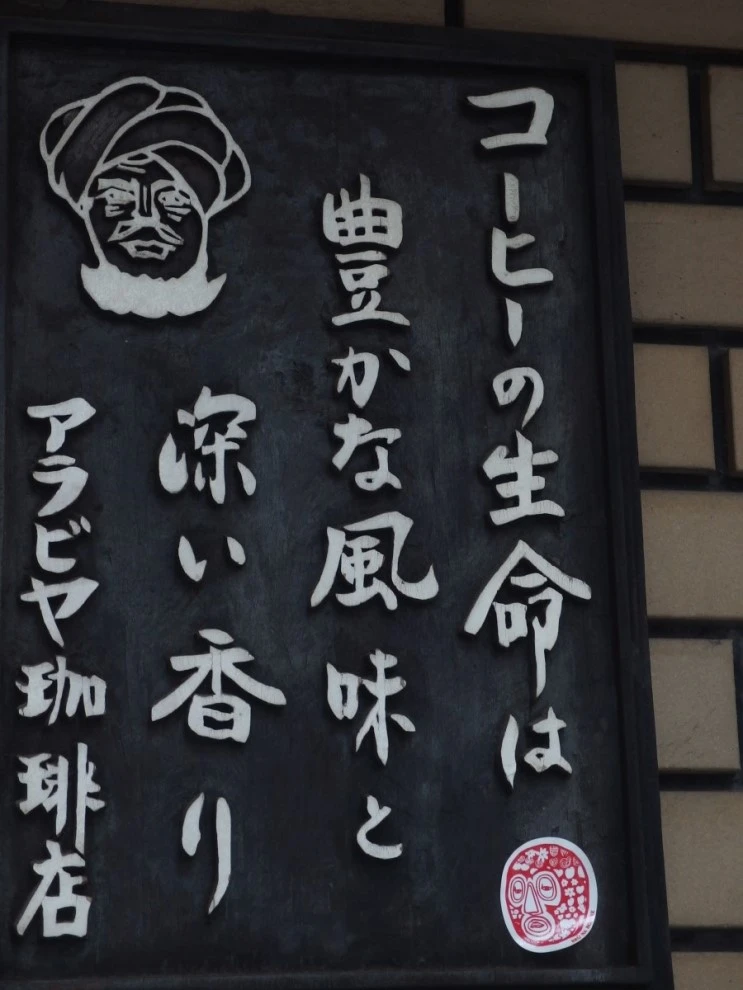 コーヒーの生命は
豊かな風味と
深い香り
アラビヤ珈琲店